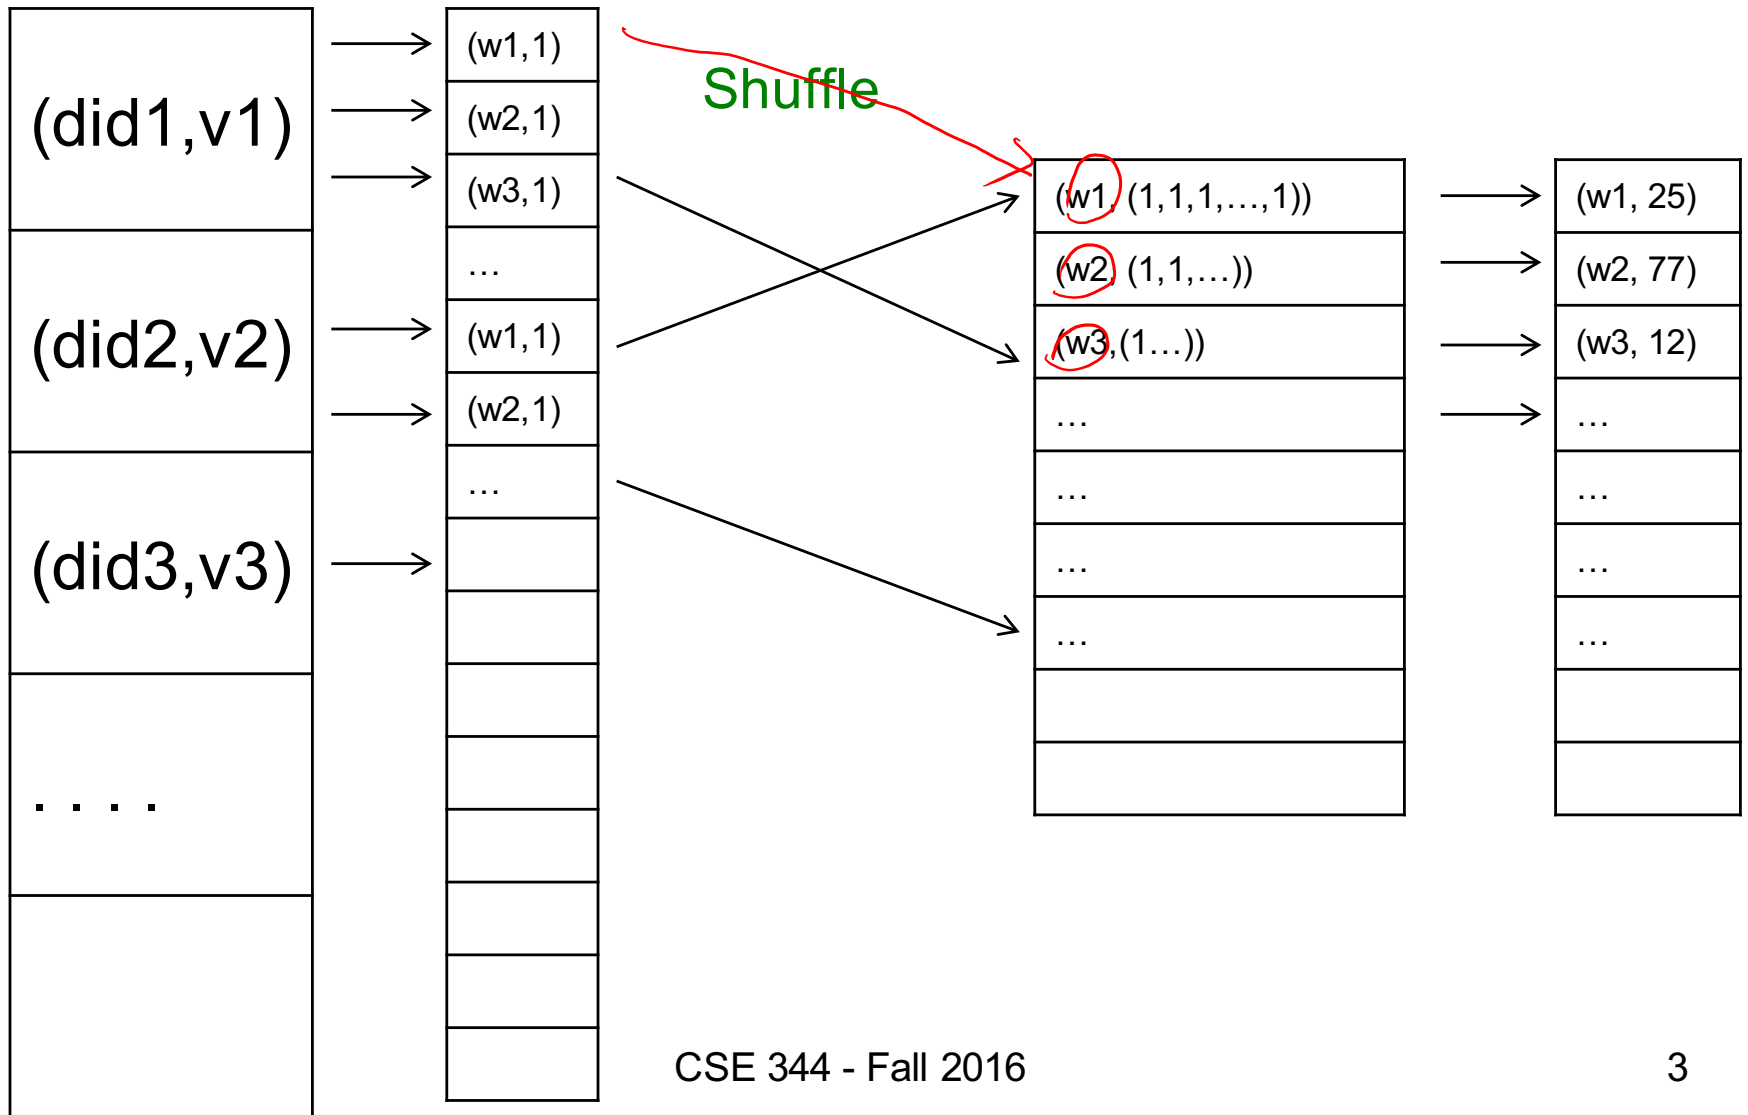 (did1,v1)
(did2,v2)
(did3,v3)
. . . .
(w1,1)
(w2,1)
(w3,1)
…
(w1,1)
(w2,1)
…
Shuffle
(w1, (1,1,1,…,1))
(w2, (1,1,…))
(w3,(1…))
…
…
…
…
(w1, 25)
(w2, 77)
(w3, 12)
…
…
…
…
CSE 344 - Fall 2016
3